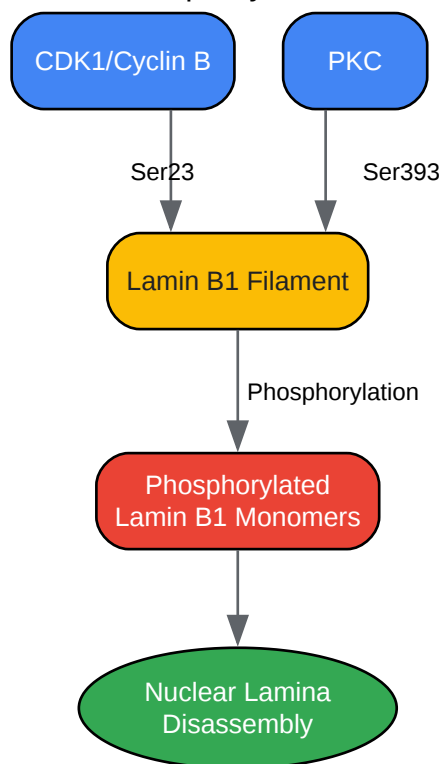 CDK1/Cyclin B
PKC
Ser23
Ser393
Lamin B1 Filament
Phosphorylation
Phosphorylated
Lamin B1 Monomers
Nuclear Lamina
Disassembly